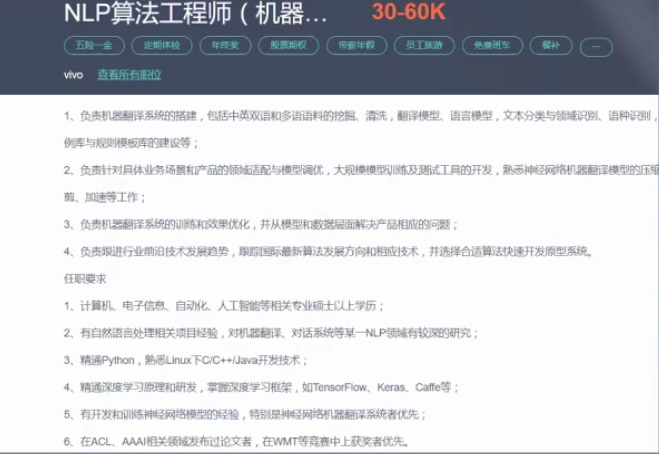 NLP算法工程师（机器… 30-60K
五险一金 定期体检 年终奖 股票期权 带薪年假 员工旅游 免费班车 餐补 …
vivo 查看所有职位
1、负责机器翻译系统的搭建，包括中英双语和多语语料的挖掘、清洗，翻译模型、语言模型，文本分类与领域识别、语种识别，
例库与规则模板库的建设等；
2、负责针对具体业务场景和产品的领域适配与模型调优，大规模模型训练及测试工具的开发，熟悉神经网络机器翻译模型的压缩
剪、加速等工作；
3、负责机器翻译系统的训练和效果优化，并从模型和数据层面解决产品相应的问题；
4、负责跟进行业前沿技术发展趋势，跟踪国际最新算法发展方向和相应技术，并选择合适算法快速开发原型系统。
任职要求
1、计算机、电子信息、自动化、人工智能等相关专业硕士以上学历；
2、有自然语言处理相关项目经验，对机器翻译、对话系统等某一NLP领域有较深的研究；
3、精通Python，熟悉Linux下C/C++/Java开发技术；
4、精通深度学习原理和研发，掌握深度学习框架，如TensorFlow、Keras、Caffe等；
5、有开发和训练神经网络模型的经验，特别是神经网络机器翻译系统者优先；
6、在ACL、AAAI相关领域发布过论文者，在WMT等竞赛中上获奖者优先。